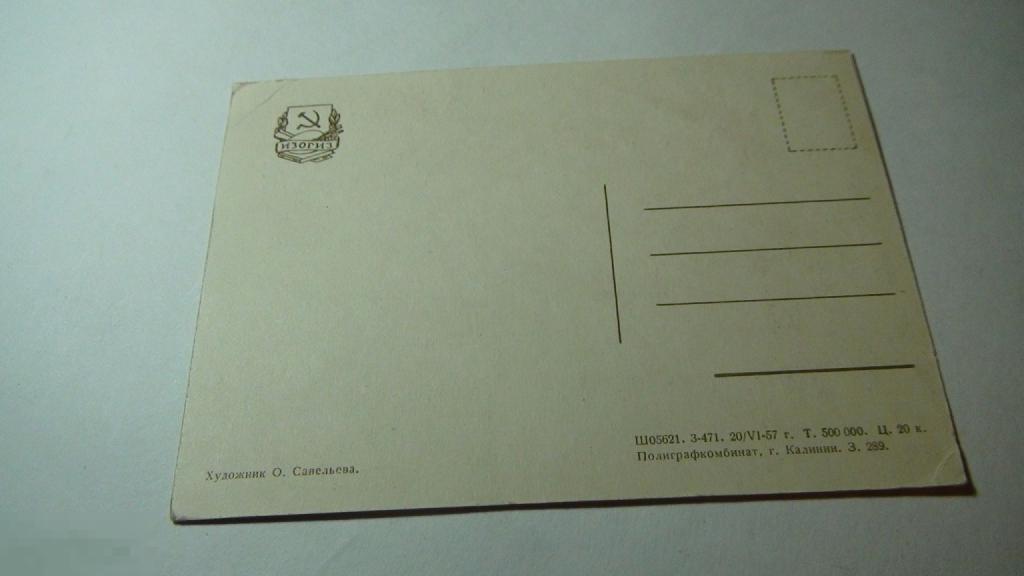 ИЗОГИЗ
Художник О. Савельева.
Ш05621. 3-471. 20/VI-57 г. Т. 500 000. Ц. 20 к.
Полиграфкомбинат, г. Калинин. З. 289.